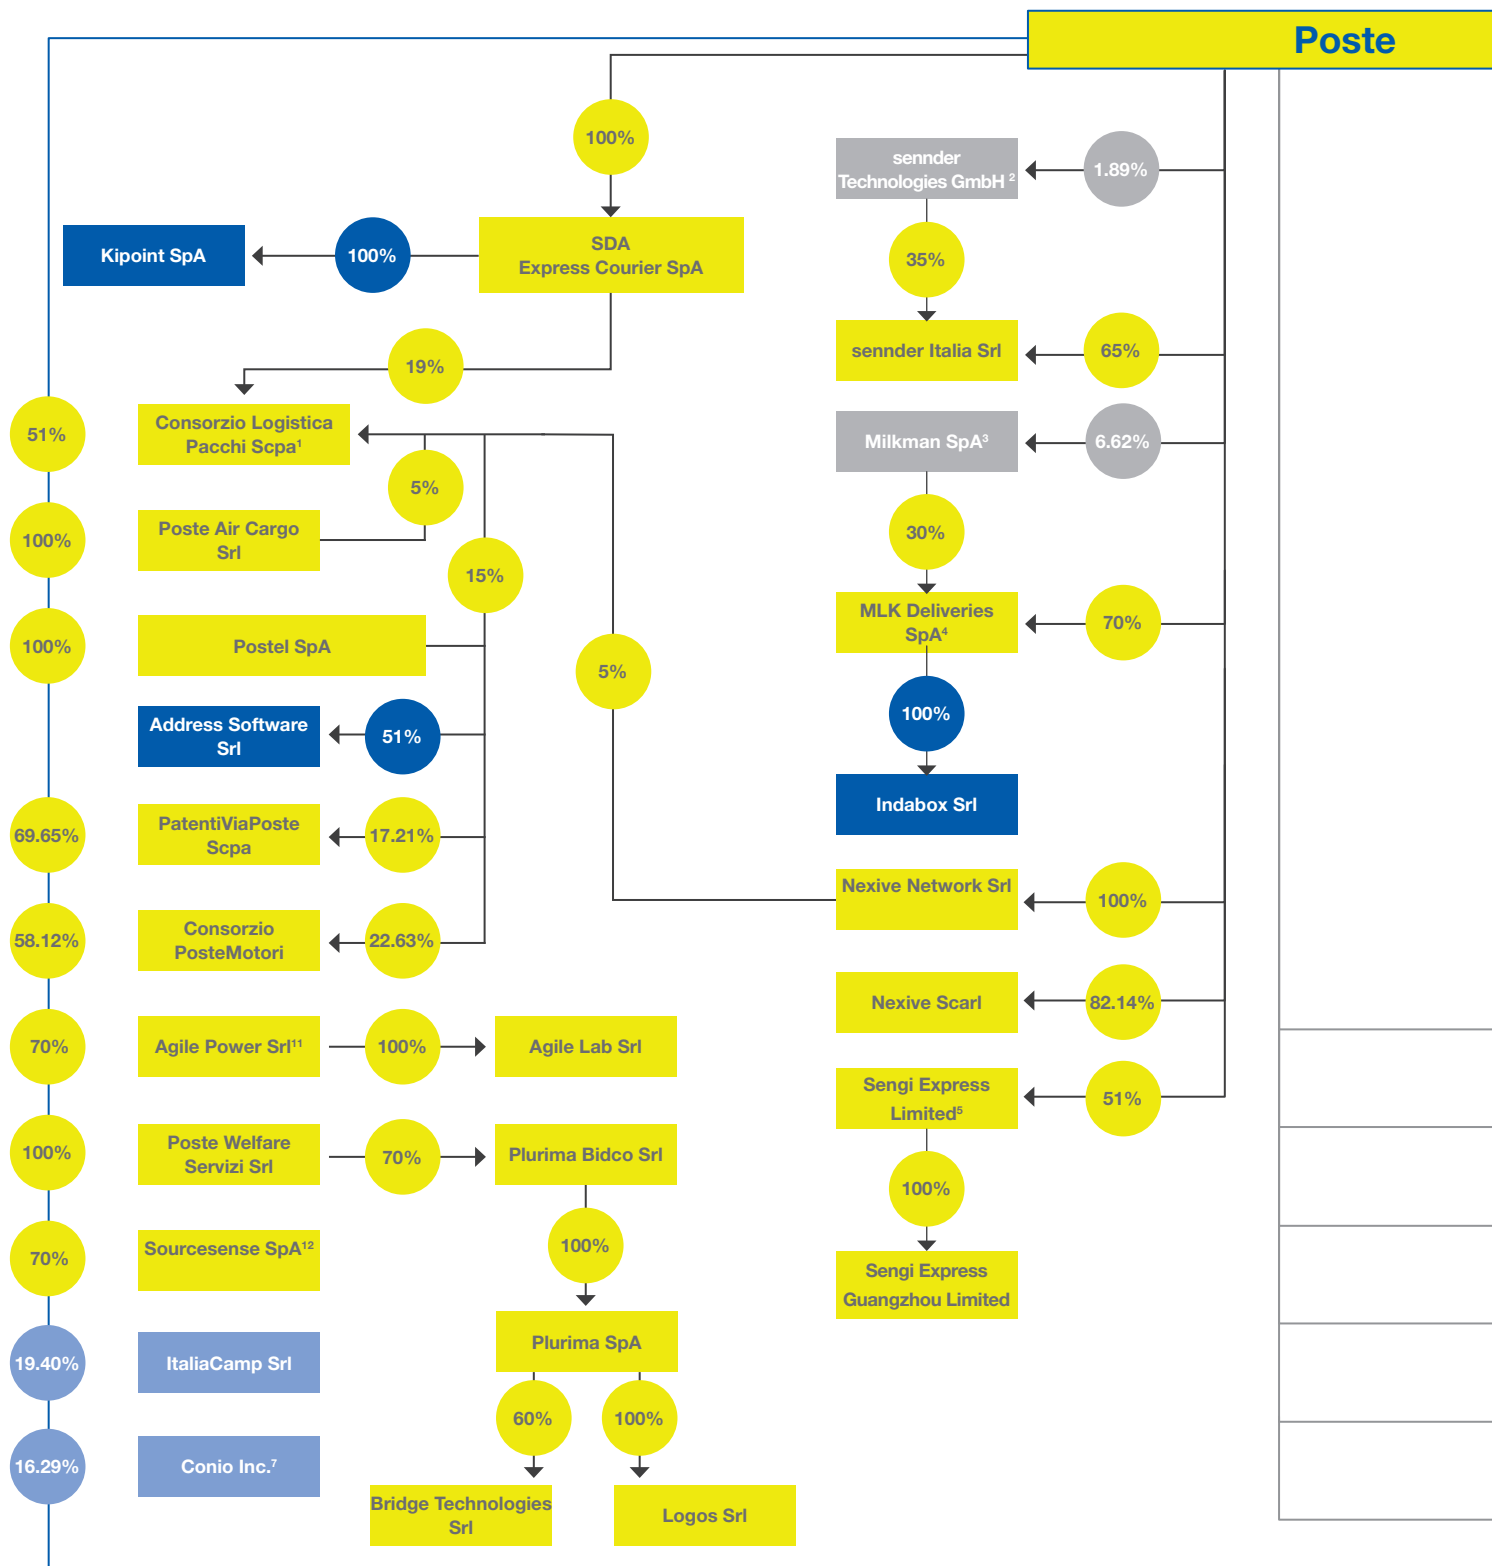 Poste
100%
sennder
Technologies GmbH ²
1.89%
Kipoint SpA
100%
SDA
Express Courier SpA
35%
19%
sennder Italia Srl
65%
51%
Consorzio Logistica
Pacchi Scpa¹
Milkman SpA³
6.62%
5%
100%
Poste Air Cargo
Srl
30%
15%
MLK Deliveries
SpA⁴
70%
100%
Postel SpA
5%
Address Software
Srl
51%
100%
Indabox Srl
69.65%
PatentiViaPoste
Scpa
17.21%
Nexive Network Srl
100%
58.12%
Consorzio
PosteMotori
22.63%
Nexive Scarl
82.14%
70%
Agile Power Srl¹¹
100%
Agile Lab Srl
Sengi Express
Limited⁵
51%
100%
Poste Welfare
Servizi Srl
70%
Plurima Bidco Srl
100%
70%
Sourcesense SpA¹²
100%
Sengi Express
Guangzhou Limited
19.40%
ItaliaCamp Srl
Plurima SpA
60%
100%
16.29%
Conio Inc.⁷
Bridge Technologies
Srl
Logos Srl